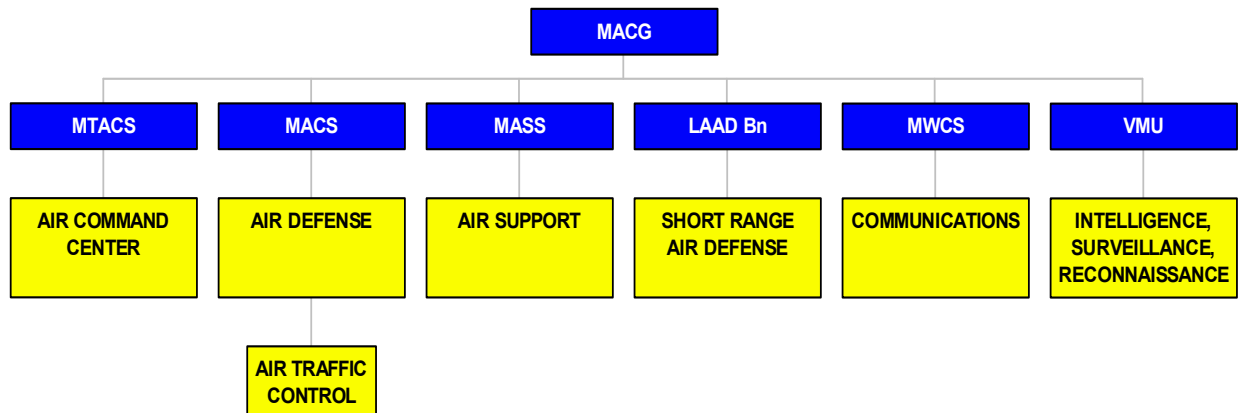 MACG
MTACS
MACS
MASS
LAAD Bn
MWCS
VMU
AIR COMMAND
CENTER
AIR DEFENSE
AIR SUPPORT
SHORT RANGE
AIR DEFENSE
COMMUNICATIONS
INTELLIGENCE,
SURVEILLANCE,
RECONNAISSANCE
AIR TRAFFIC
CONTROL